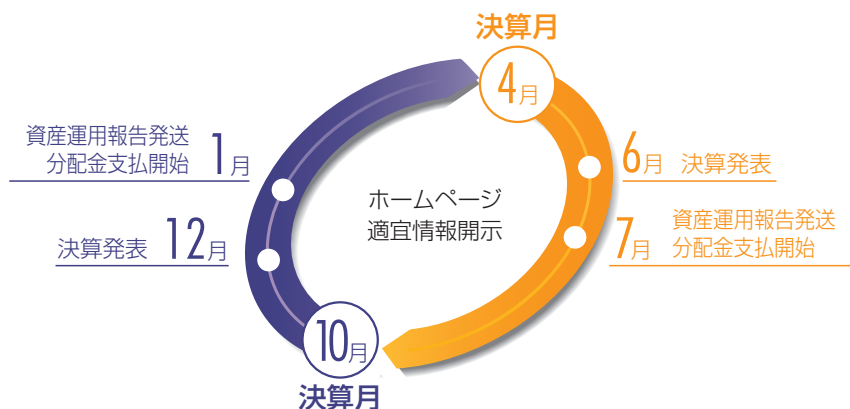 決算月
4月
6月 決算発表
7月
資産運用報告発送
分配金支払開始
ホームページ
適宜情報開示
10月
決算月
決算発表 12月
資産運用報告発送
分配金支払開始
1月